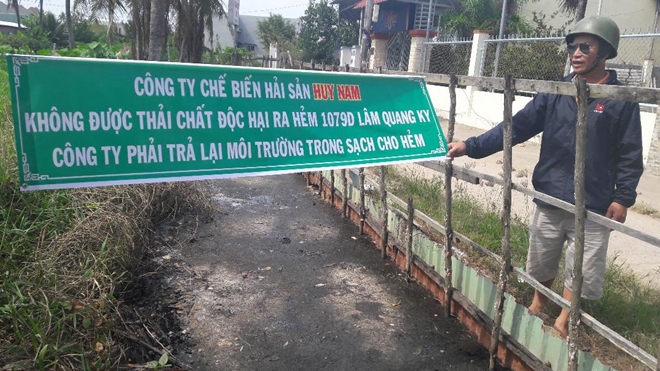 CÔNG TY CHẾ BIẾN HẢI SẢN HUY NAM
KHÔNG ĐƯỢC THẢI CHẤT ĐỘC HẠI RA HẺM 1079D LÂM QUANG KY
CÔNG TY PHẢI TRẢ LẠI MÔI TRƯỜNG TRONG SẠCH CHO HẺM